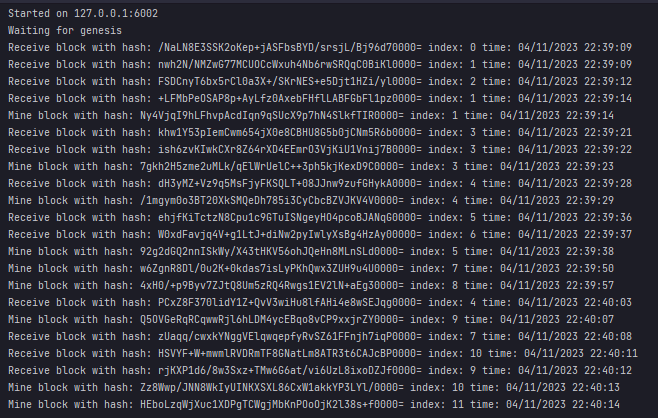 Started on 127.0.0.1:6002
Waiting for genesis
Receive block with hash: /NaLN8E3SSK2oKep+jASFbsBYD/srsjL/Bj96d70000= index: 0 time: 04/11/2023 22:39:09
Receive block with hash: nwh2N/NMZwG77MCUOCcWxuh4Nb6rwSRQqC0BiKl0000= index: 1 time: 04/11/2023 22:39:09
Receive block with hash: FSDCnyT6bx5rClOa3X+/SKrNES+e5Djt1HZi/yl0000= index: 2 time: 04/11/2023 22:39:12
Receive block with hash: +LFMbPeOSAP8p+AyLfzOAxebFHflLABFGbFl1pz0000= index: 1 time: 04/11/2023 22:39:14
Mine block with hash: Ny4VjqI9hLFhvpAcdIqn9qSUcX9p7hN4SlkfTIR0000= index: 1 time: 04/11/2023 22:39:14
Receive block with hash: khw1Y53pIemCwm654jX0e8CBHU8G5b0jCNm5R6b0000= index: 3 time: 04/11/2023 22:39:21
Receive block with hash: ish6zvKIwkCXr8Z64rXD4EEmrO3VjKiU1Vnij7B0000= index: 3 time: 04/11/2023 22:39:22
Mine block with hash: 7gkh2H5zme2uMLk/qElWrUelC++3ph5kjKexD9C0000= index: 3 time: 04/11/2023 22:39:23
Receive block with hash: dH3yMZ+Vz9q5MsFjyFKSQLT+08JJnw9zufGHykA0000= index: 4 time: 04/11/2023 22:39:28
Mine block with hash: /1mgym0o3BT20XkSMQeDh785i3CyCbcBZVJKV4V0000= index: 4 time: 04/11/2023 22:39:29
Receive block with hash: ehjfKiTctzN8Cpu1c9GTuISNgeyHO4pcoBJANqG0000= index: 5 time: 04/11/2023 22:39:36
Receive block with hash: W0xdFavjq4V+g1LtJ+diNw2pyIwlyXsBg4HzAy00000= index: 6 time: 04/11/2023 22:39:37
Mine block with hash: 92g2dGQ2nnISkWy/X43tHKV56ohJQeHn8MLnSLd0000= index: 5 time: 04/11/2023 22:39:38
Mine block with hash: w6ZgnR8Dl/0u2K+0kdas7isLyPKhQwx3ZUH9u4U0000= index: 7 time: 04/11/2023 22:39:50
Mine block with hash: 4xH0/+p9Byv7ZJtQ8Um5zRQ4Rwgs1EV2lN+aEg30000= index: 8 time: 04/11/2023 22:39:57
Receive block with hash: PCxZ8F370lidY1Z+QvV3wiHu8lfAHi4e8wSEJqg0000= index: 4 time: 04/11/2023 22:40:03
Mine block with hash: Q5OVGeRqRCqwwRjl6hLDM4ycEBqo8vCP9xxjrZY0000= index: 9 time: 04/11/2023 22:40:07
Receive block with hash: zUaqq/cwxkYNggVElqwqepfyRvSZ61FFnjh7iqP0000= index: 7 time: 04/11/2023 22:40:08
Receive block with hash: HSVYF+W+mwmlRVDRmTF8GNatLm8ATR3t6CAJcBP0000= index: 10 time: 04/11/2023 22:40:11
Receive block with hash: rjKXP1d6/8w3Sxz+TMw6G6at/vi6UzL8ixoDZJf0000= index: 9 time: 04/11/2023 22:40:12
Mine block with hash: Zz8Wwp/JNN8WkIyUINKXSXL86CxW1akkYP3LYl/0000= index: 10 time: 04/11/2023 22:40:13
Mine block with hash: HEboLzqWjXuc1XDPgTCWgjMbKnPOoOjK2l38s+f0000= index: 11 time: 04/11/2023 22:40:14